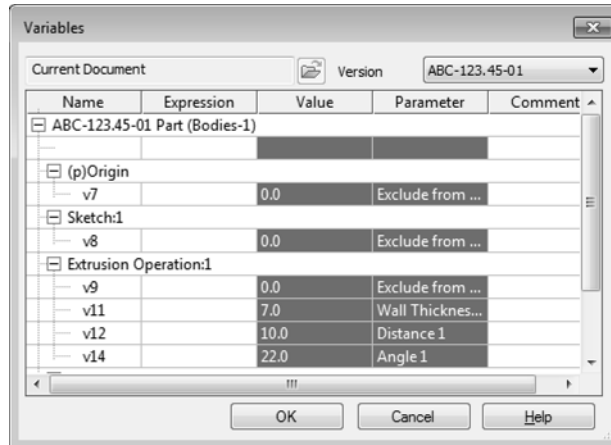 Variables
Current Document Version ABC-123.45-01
Name Expression Value Parameter Comment
ABC-123.45-01 Part (Bodies-1)
(p)Origin
v7 0.0 Exclude from ...
Sketch:1
v8 0.0 Exclude from ...
Extrusion Operation:1
v9 0.0 Exclude from ...
v11 7.0 Wall Thicknes...
v12 10.0 Distance 1
v14 22.0 Angle 1
OK Cancel Help